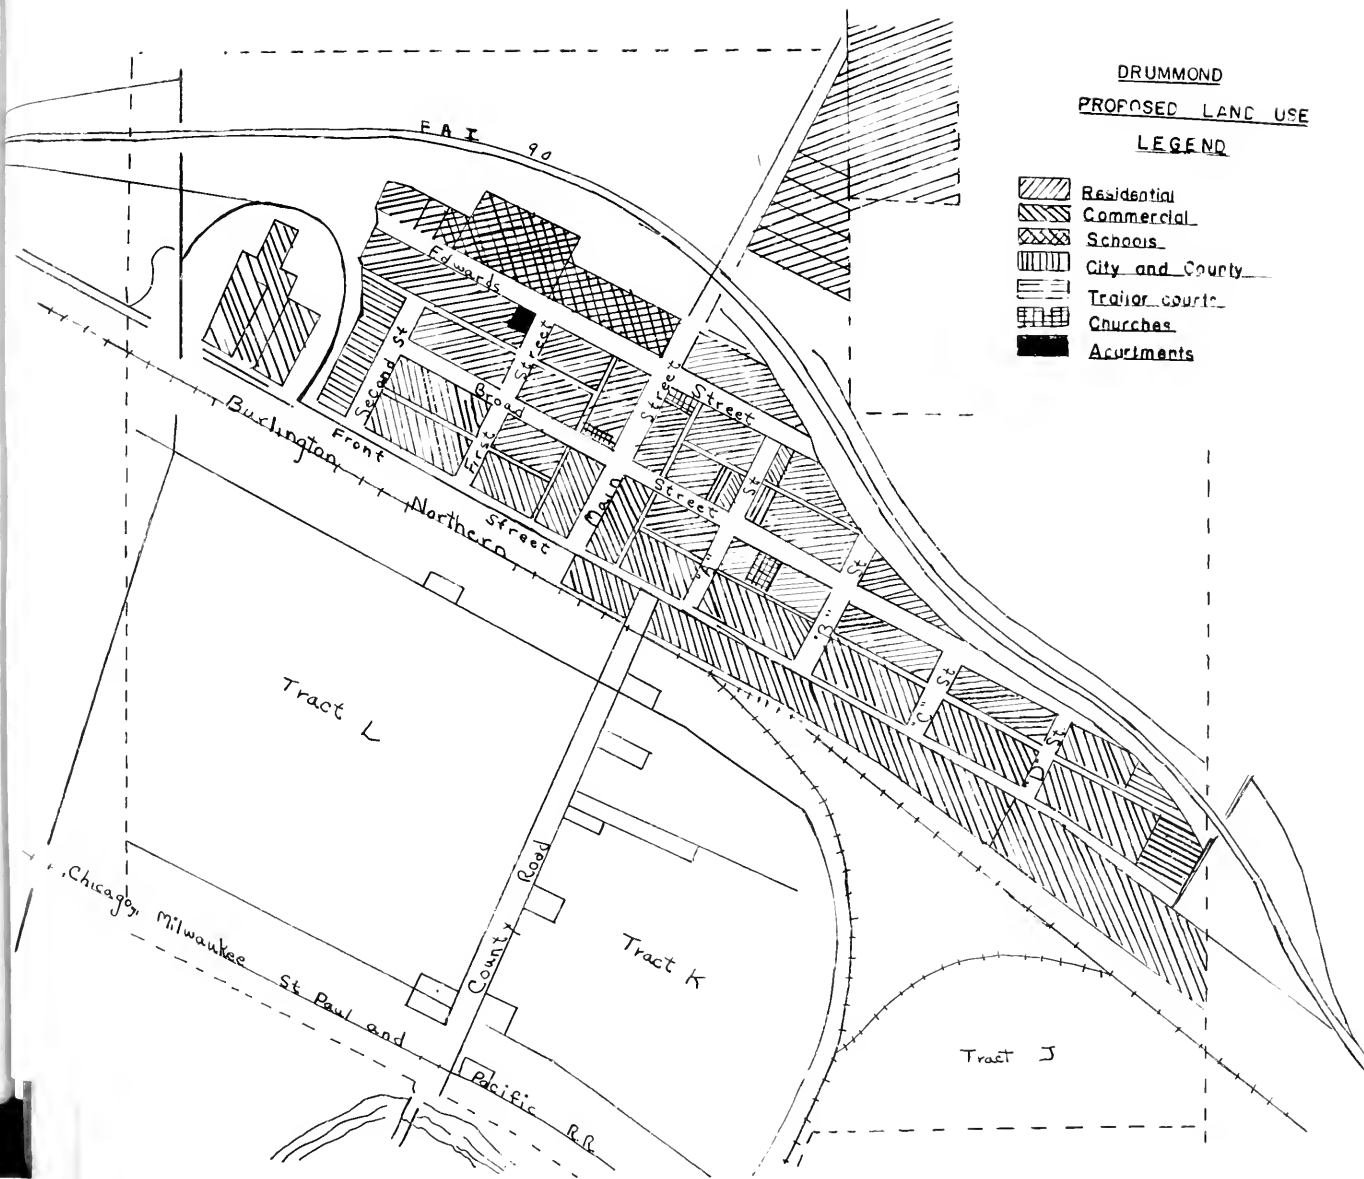 DRUMMOND
PROPOSED LAND USE
LEGEND
Residential
Commercial
Schools
City and County
Trailor courts
Churches
Apartments
F A I 90
Edwards Street
Second St
First Street
Broad Street
Main Street
Front Street
Burlington Northern
"A" St
"B" St
"C" St
"D" St
Tract L
County Road
Tract K
Tract J
Chicago, Milwaukee St Paul and Pacific R.R.